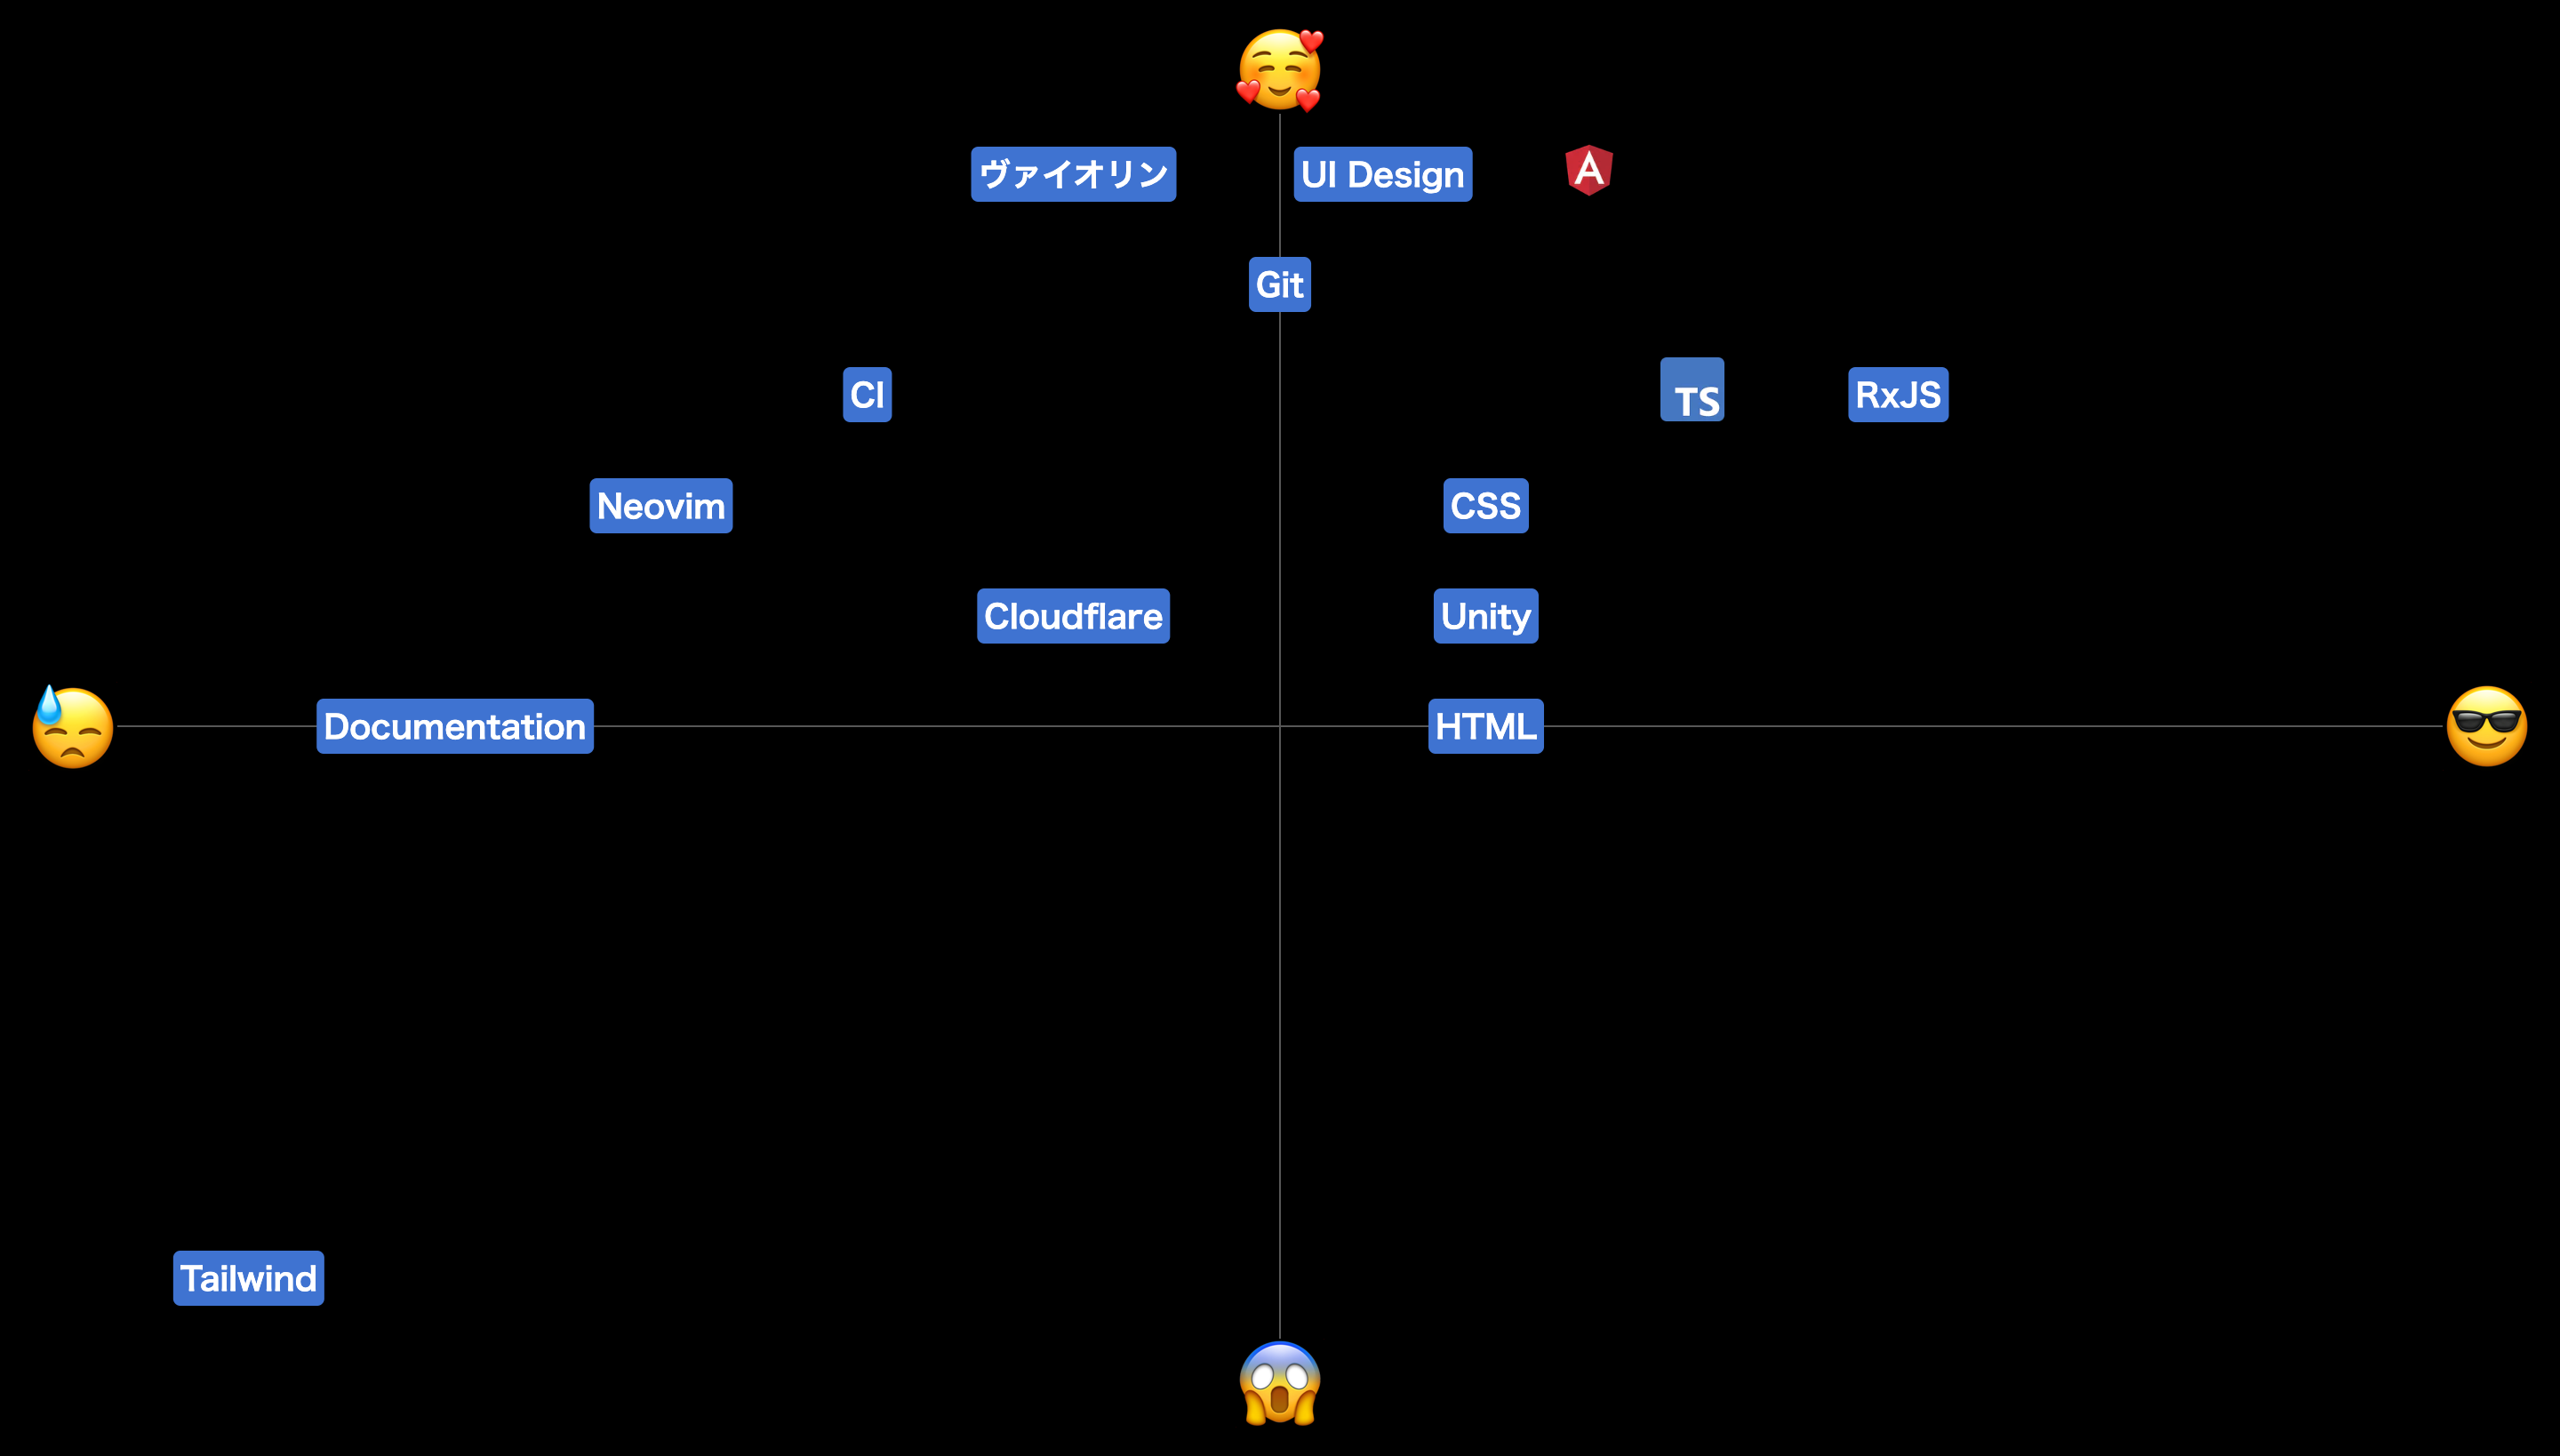 ヴァイオリン
UI Design
A
Git
CI
TS
RxJS
Neovim
CSS
Cloudflare
Unity
Documentation
HTML
Tailwind